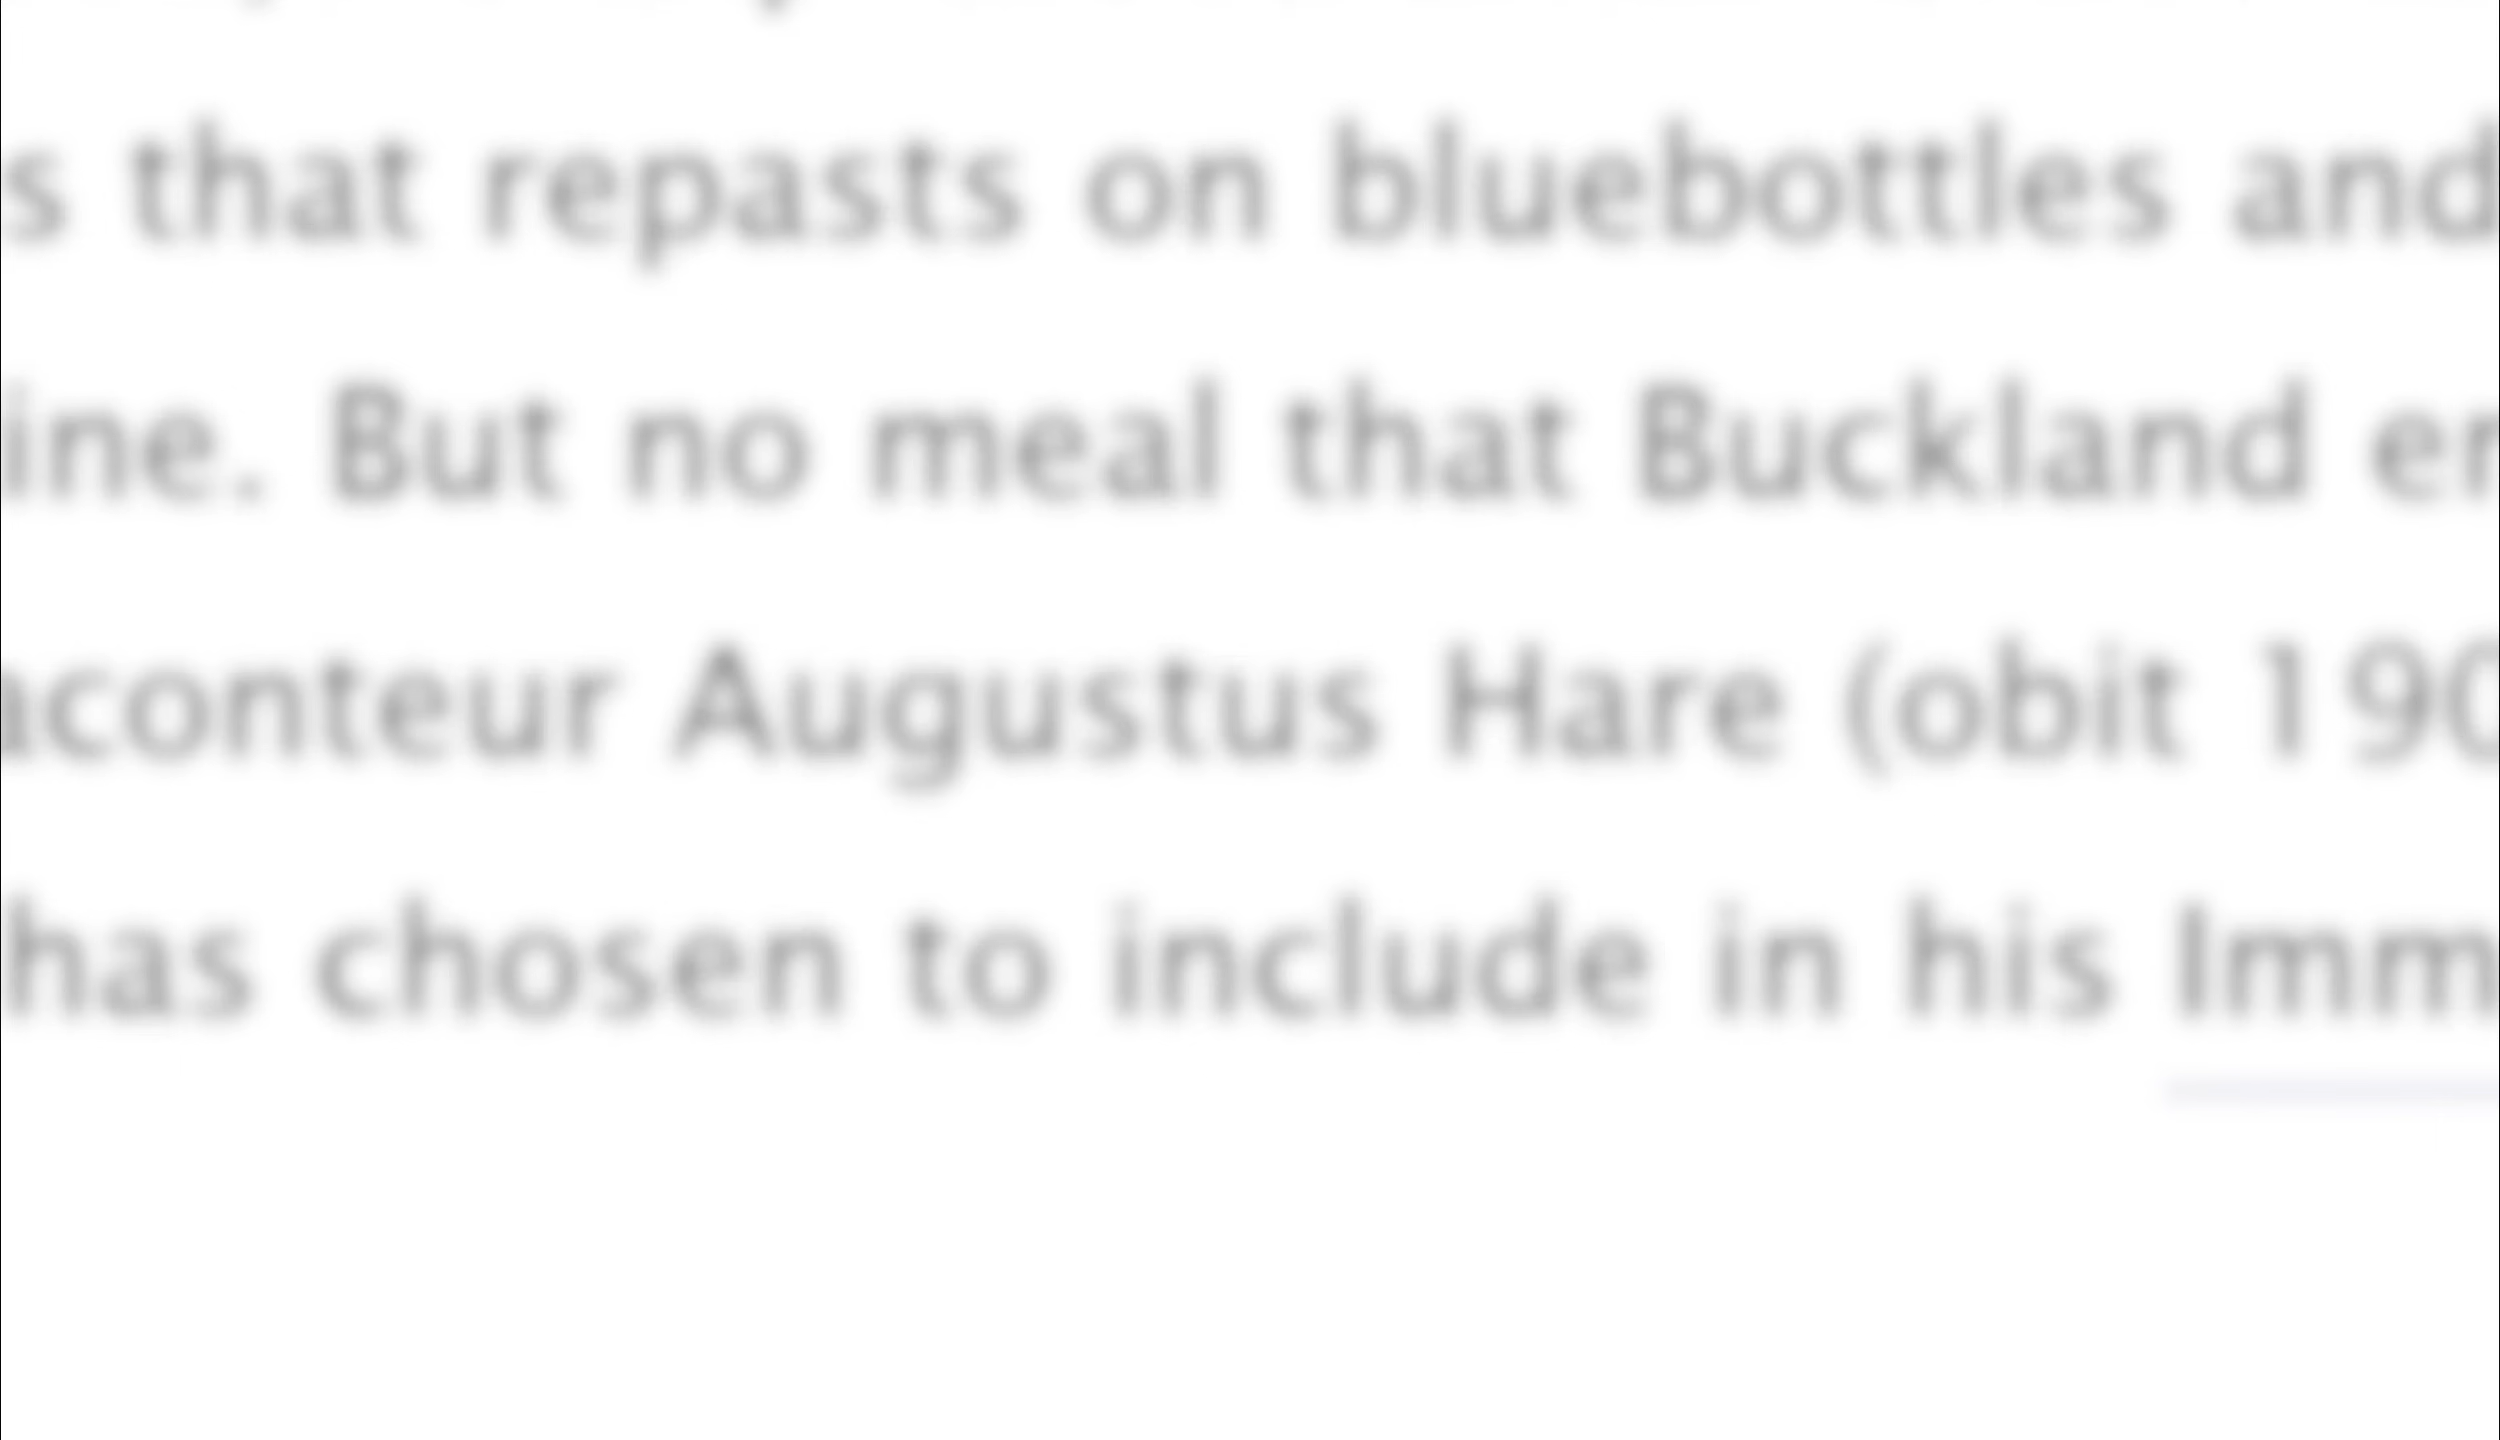 s that repasts on bluebottles and
ine. But no meal that Buckland er
aconteur Augustus Hare (obit 190
has chosen to include in his Imm